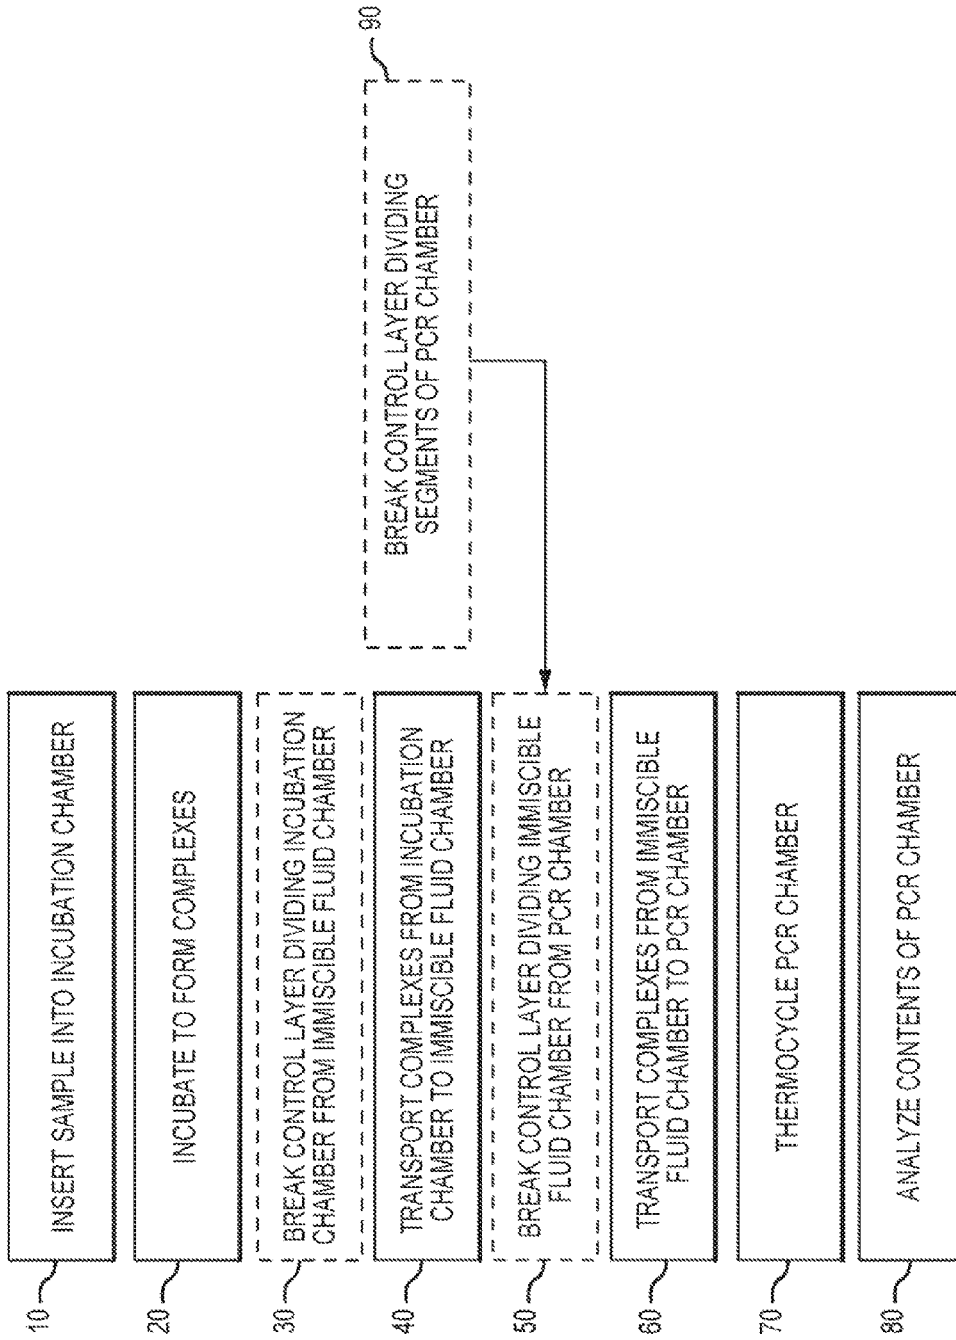 10
INSERT SAMPLE INTO INCUBATION CHAMBER
20
INCUBATE TO FORM COMPLEXES
30
BREAK CONTROL LAYER DIVIDING INCUBATION
CHAMBER FROM IMMISCIBLE FLUID CHAMBER
40
TRANSPORT COMPLEXES FROM INCUBATION
CHAMBER TO IMMISCIBLE FLUID CHAMBER
50
BREAK CONTROL LAYER DIVIDING IMMISCIBLE
FLUID CHAMBER FROM PCR CHAMBER
90
BREAK CONTROL LAYER DIVIDING
SEGMENTS OF PCR CHAMBER
60
TRANSPORT COMPLEXES FROM IMMISCIBLE
FLUID CHAMBER TO PCR CHAMBER
70
THERMOCYCLE PCR CHAMBER
80
ANALYZE CONTENTS OF PCR CHAMBER